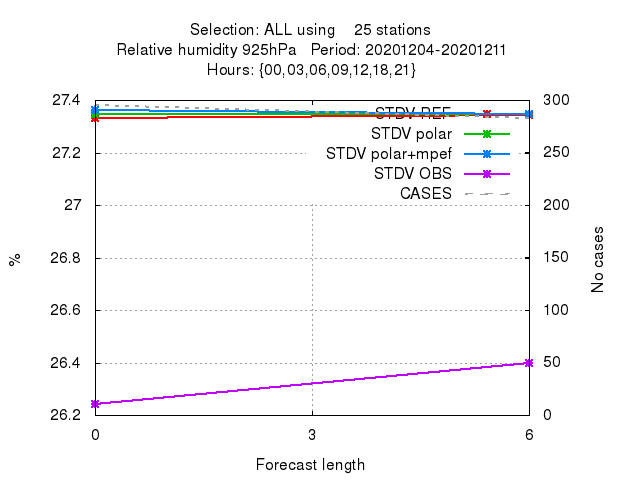 Selection: ALL using 25 stations
Relative humidity 925hPa Period: 20201204-20201211
Hours: {00,03,06,09,12,18,21}
27.4
27.2
27
26.8
26.6
26.4
26.2
%
STDV REF
STDV polar
STDV polar+mpef
STDV OBS
CASES
300
250
200
150
100
50
0
No cases
0 3 6
Forecast length